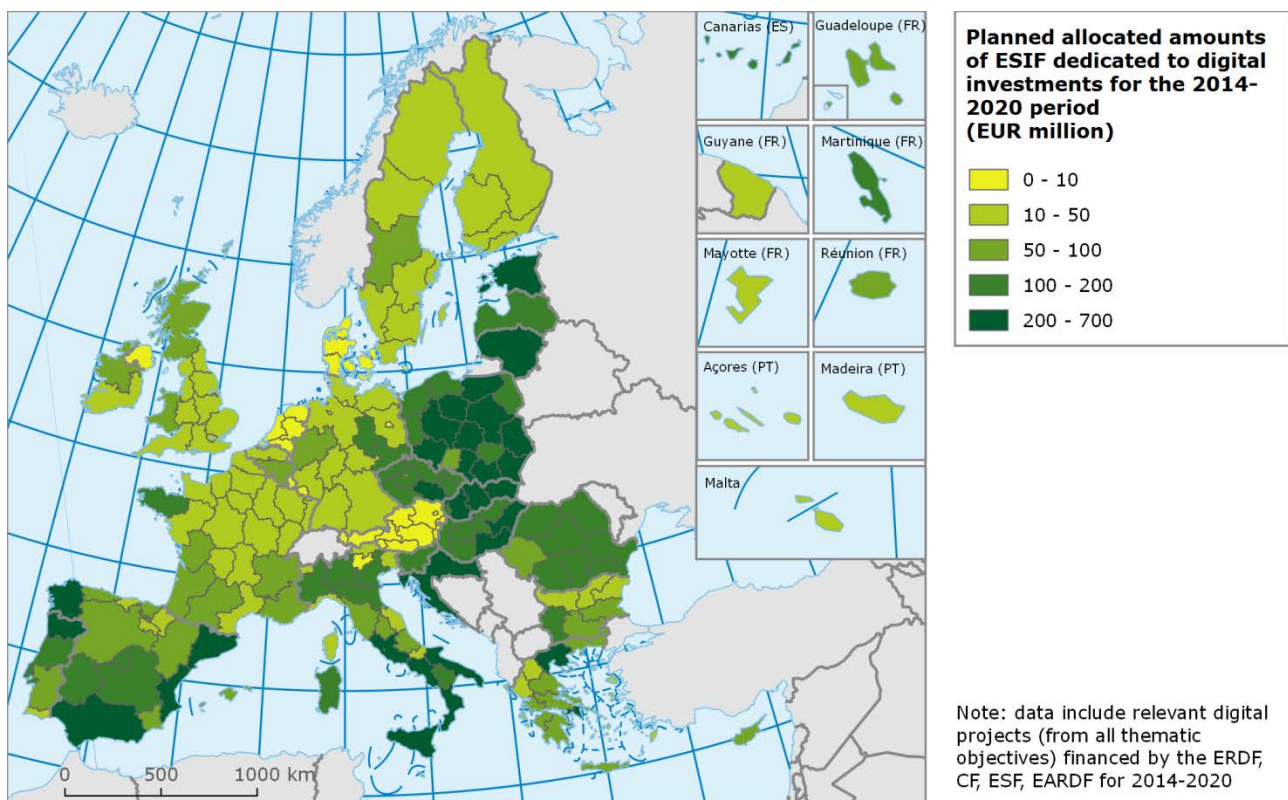 Canarias (ES)
Guadeloupe (FR)
Guyane (FR)
Martinique (FR)
Mayotte (FR)
Réunion (FR)
Açores (PT)
Madeira (PT)
Malta
0 500 1000 km
Planned allocated amounts
of ESIF dedicated to digital
investments for the 2014-
2020 period
(EUR million)
0 - 10
10 - 50
50 - 100
100 - 200
200 - 700
Note: data include relevant digital
projects (from all thematic
objectives) financed by the ERDF,
CF, ESF, EARDF for 2014-2020